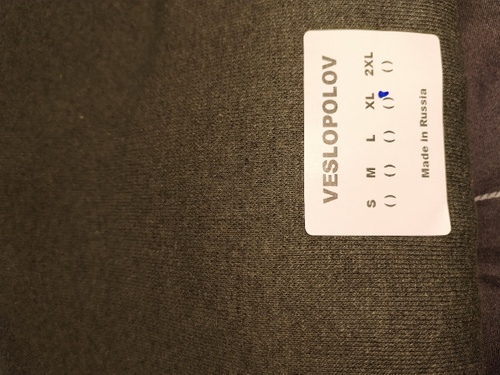 VESLOPOLOV
S M L XL 2XL
() () () () ()
Made in Russia